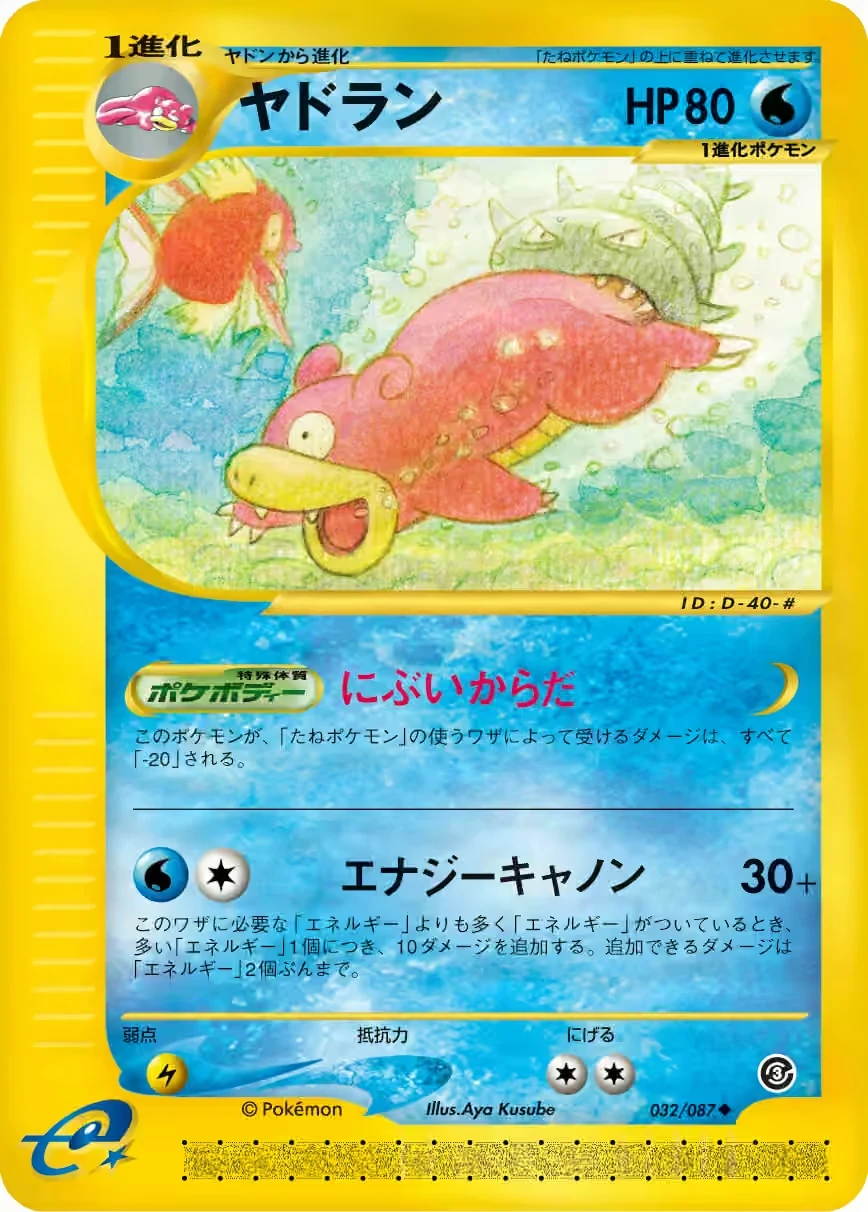 1進化
ヤドンから進化
「たねポケモン」の上に重ねて進化させます
ヤドラン
HP80
1進化ポケモン
ID:D-40-#
特殊体質
ポケボディー
にぶいからだ
このポケモンが、「たねポケモン」の使うワザによって受けるダメージは、すべて
「-20」される。
エナジーキャノン 30+
このワザに必要な「エネルギー」よりも多く「エネルギー」がついているとき、
多い「エネルギー」1個につき、10ダメージを追加する。追加できるダメージは
「エネルギー」2個ぶんまで。
弱点 抵抗力 にげる
3
© Pokémon Illus.Aya Kusube 032/087◆
e